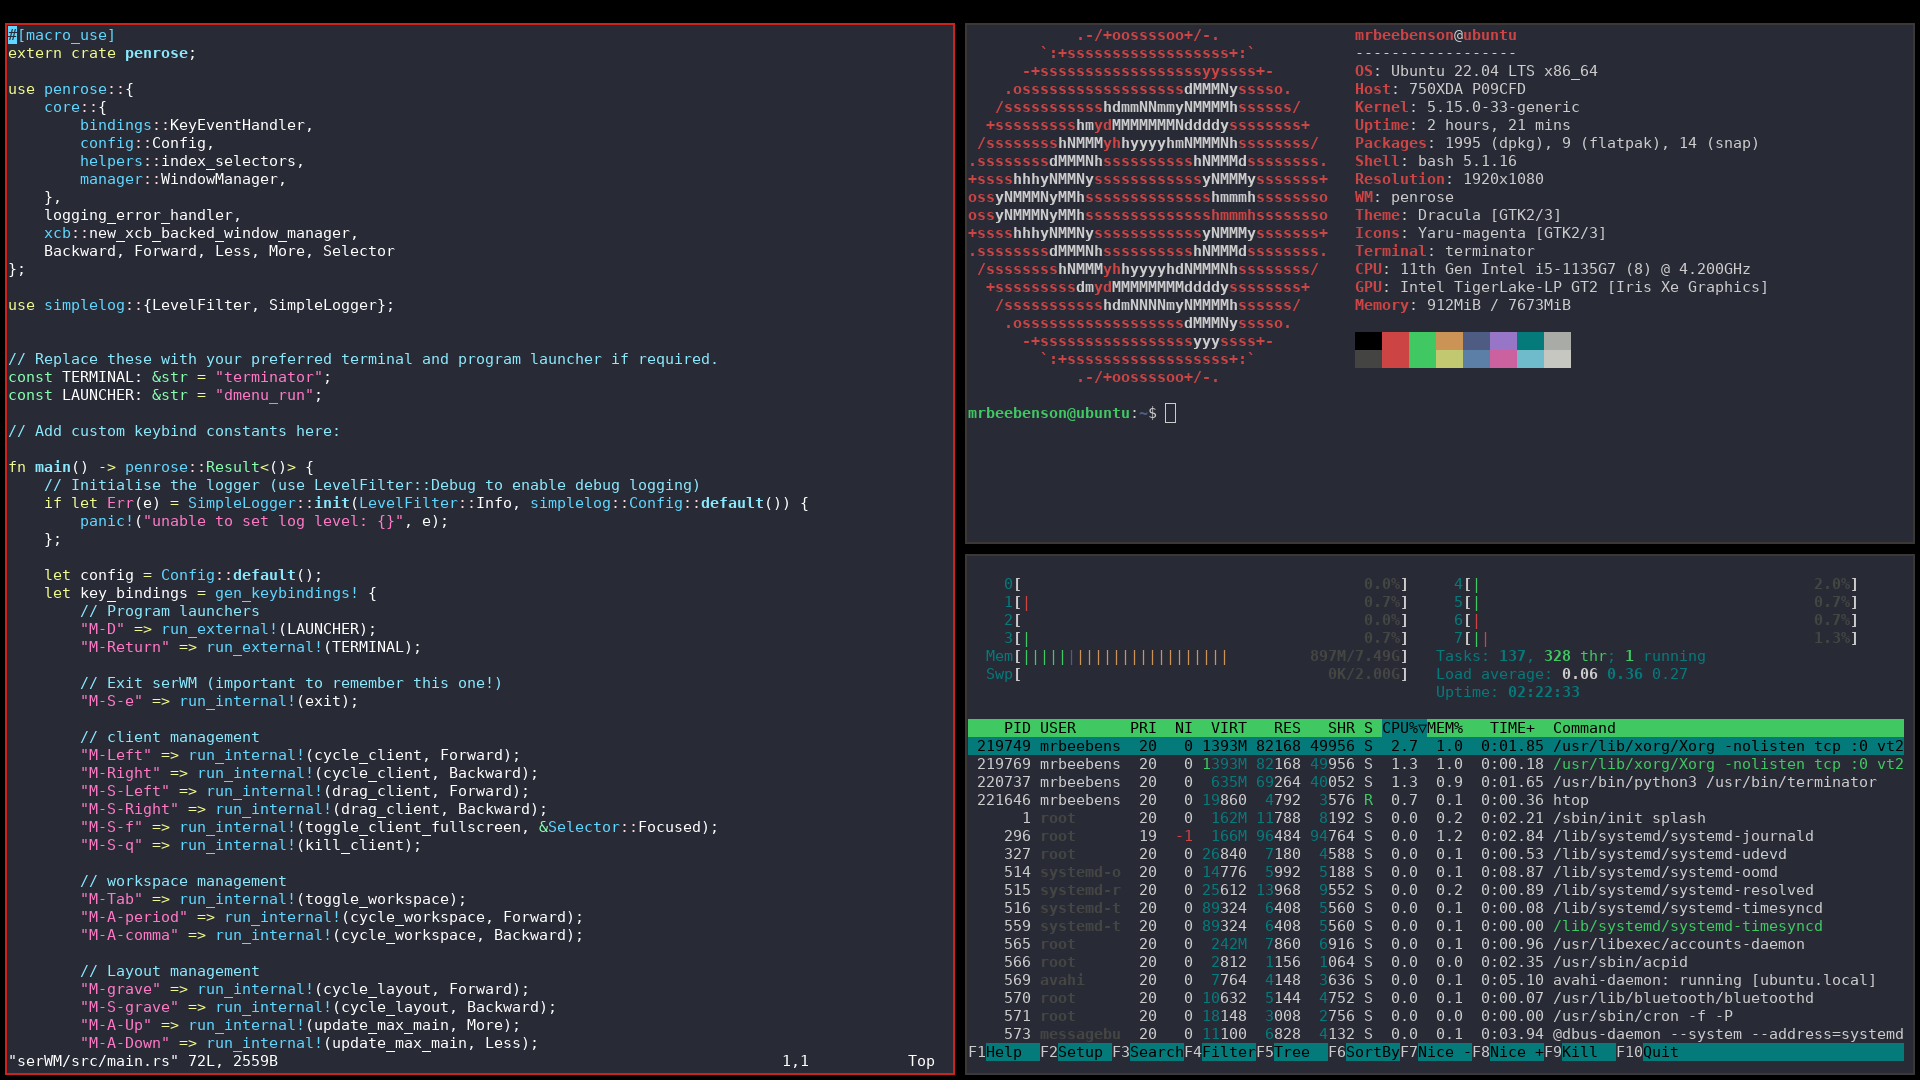 #[macro_use]
extern crate penrose;
use penrose::{
core::{
bindings::KeyEventHandler,
config::Config,
helpers::index_selectors,
manager::WindowManager,
},
logging_error_handler,
xcb::new_xcb_backed_window_manager,
Backward, Forward, Less, More, Selector
};
use simplelog::{LevelFilter, SimpleLogger};
// Replace these with your preferred terminal and program launcher if required.
const TERMINAL: &str = "terminator";
const LAUNCHER: &str = "dmenu_run";
// Add custom keybind constants here:
fn main() -> penrose::Result<()> {
// Initialise the logger (use LevelFilter::Debug to enable debug logging)
if let Err(e) = SimpleLogger::init(LevelFilter::Info, simplelog::Config::default()) {
panic!("unable to set log level: {}", e);
};
let config = Config::default();
let key_bindings = gen_keybindings! {
// Program launchers
"M-D" => run_external!(LAUNCHER);
"M-Return" => run_external!(TERMINAL);
// Exit serWM (important to remember this one!)
"M-S-e" => run_internal!(exit);
// client management
"M-Left" => run_internal!(cycle_client, Forward);
"M-Right" => run_internal!(cycle_client, Backward);
"M-S-Left" => run_internal!(drag_client, Forward);
"M-S-Right" => run_internal!(drag_client, Backward);
"M-S-f" => run_internal!(toggle_client_fullscreen, &Selector::Focused);
"M-S-q" => run_internal!(kill_client);
// workspace management
"M-Tab" => run_internal!(toggle_workspace);
"M-A-period" => run_internal!(cycle_workspace, Forward);
"M-A-comma" => run_internal!(cycle_workspace, Backward);
// Layout management
"M-grave" => run_internal!(cycle_layout, Forward);
"M-S-grave" => run_internal!(cycle_layout, Backward);
"M-A-Up" => run_internal!(update_max_main, More);
"M-A-Down" => run_internal!(update_max_main, Less);
"serWM/src/main.rs" 72L, 2559B 1,1 Top
.-/+oossssoo+/-.
`:+ssssssssssssssssss+:`
-+ssssssssssssssssssyyssss+-
.ossssssssssssssssssdMMMNysssso.
/ssssssssssshdmmNNmmyNMMMMhssssss/
+ssssssssshmydMMMMMMMNddddyssssssss+
/sssssssshNMMMyhhyyyyhmNMMMNhssssssss/
.ssssssssdMMMNhsssssssssshNMMMdssssssss.
+sssshhhyNMMNyssssssssssssyNMMMysssssss+
ossyNMMMNyMMhsssssssssssssshmmmhssssssso
ossyNMMMNyMMhsssssssssssssshmmmhssssssso
+sssshhhyNMMNyssssssssssssyNMMMysssssss+
.ssssssssdMMMNhsssssssssshNMMMdssssssss.
/sssssssshNMMMyhhyyyyhdNMMMNhssssssss/
+sssssssssdmydMMMMMMMMddddyssssssss+
/ssssssssssshdmNNNNmyNMMMMhssssss/
.ossssssssssssssssssdMMMNysssso.
-+sssssssssssssssssyyyssss+-
`:+ssssssssssssssssss+:`
.-/+oossssoo+/-.
mrbeebenson@ubuntu
------------------
OS: Ubuntu 22.04 LTS x86_64
Host: 750XDA P09CFD
Kernel: 5.15.0-33-generic
Uptime: 2 hours, 21 mins
Packages: 1995 (dpkg), 9 (flatpak), 14 (snap)
Shell: bash 5.1.16
Resolution: 1920x1080
WM: penrose
Theme: Dracula [GTK2/3]
Icons: Yaru-magenta [GTK2/3]
Terminal: terminator
CPU: 11th Gen Intel i5-1135G7 (8) @ 4.200GHz
GPU: Intel TigerLake-LP GT2 [Iris Xe Graphics]
Memory: 912MiB / 7673MiB
mrbeebenson@ubuntu:~$
0[ 0.0%] 4[| 2.0%]
1[| 0.7%] 5[| 0.7%]
2[ 0.0%] 6[| 0.7%]
3[| 0.7%] 7[|| 1.3%]
Mem[||||||||||||||||||||||| 897M/7.49G] Tasks: 137, 328 thr; 1 running
Swp[ 0K/2.00G] Load average: 0.06 0.36 0.27
Uptime: 02:22:33
PID USER PRI NI VIRT RES SHR S CPU%▽MEM% TIME+ Command
219749 mrbeebens 20 0 1393M 82168 49956 S 2.7 1.0 0:01.85 /usr/lib/xorg/Xorg -nolisten tcp :0 vt2
219769 mrbeebens 20 0 1393M 82168 49956 S 1.3 1.0 0:00.18 /usr/lib/xorg/Xorg -nolisten tcp :0 vt2
220737 mrbeebens 20 0 635M 69264 40052 S 1.3 0.9 0:01.65 /usr/bin/python3 /usr/bin/terminator
221646 mrbeebens 20 0 19860 4792 3576 R 0.7 0.1 0:00.36 htop
1 root 20 0 162M 11788 8192 S 0.0 0.2 0:02.21 /sbin/init splash
296 root 19 -1 166M 96484 94764 S 0.0 1.2 0:02.84 /lib/systemd/systemd-journald
327 root 20 0 26840 7180 4588 S 0.0 0.1 0:00.53 /lib/systemd/systemd-udevd
514 systemd-o 20 0 14776 5992 5188 S 0.0 0.1 0:08.87 /lib/systemd/systemd-oomd
515 systemd-r 20 0 25612 13968 9552 S 0.0 0.2 0:00.89 /lib/systemd/systemd-resolved
516 systemd-t 20 0 89324 6408 5560 S 0.0 0.1 0:00.08 /lib/systemd/systemd-timesyncd
559 systemd-t 20 0 89324 6408 5560 S 0.0 0.1 0:00.00 /lib/systemd/systemd-timesyncd
565 root 20 0 242M 7860 6916 S 0.0 0.1 0:00.96 /usr/libexec/accounts-daemon
566 root 20 0 2812 1156 1064 S 0.0 0.0 0:02.35 /usr/sbin/acpid
569 avahi 20 0 7764 4148 3636 S 0.0 0.1 0:05.10 avahi-daemon: running [ubuntu.local]
570 root 20 0 10632 5144 4752 S 0.0 0.1 0:00.07 /usr/lib/bluetooth/bluetoothd
571 root 20 0 18148 3008 2756 S 0.0 0.0 0:00.00 /usr/sbin/cron -f -P
573 messagebu 20 0 11100 6828 4132 S 0.0 0.1 0:03.94 @dbus-daemon --system --address=systemd
F1Help F2Setup F3SearchF4FilterF5Tree F6SortByF7Nice -F8Nice +F9Kill F10Quit